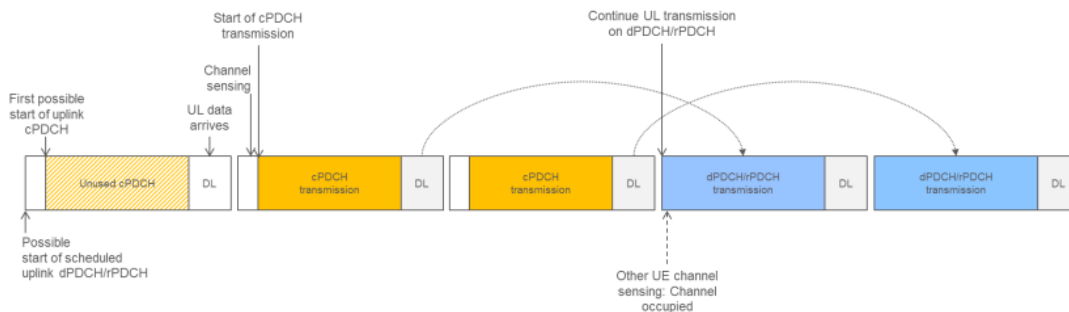 Start of cPDCH
transmission
Continue UL transmission
on dPDCH/rPDCH
Channel
sensing
First possible
start of uplink
cPDCH
UL data
arrives
Unused cPDCH
DL
cPDCH
transmission
DL
cPDCH
transmission
DL
dPDCH/rPDCH
transmission
DL
dPDCH/rPDCH
transmission
DL
Possible
start of scheduled
uplink dPDCH/rPDCH
Other UE channel
sensing: Channel
occupied